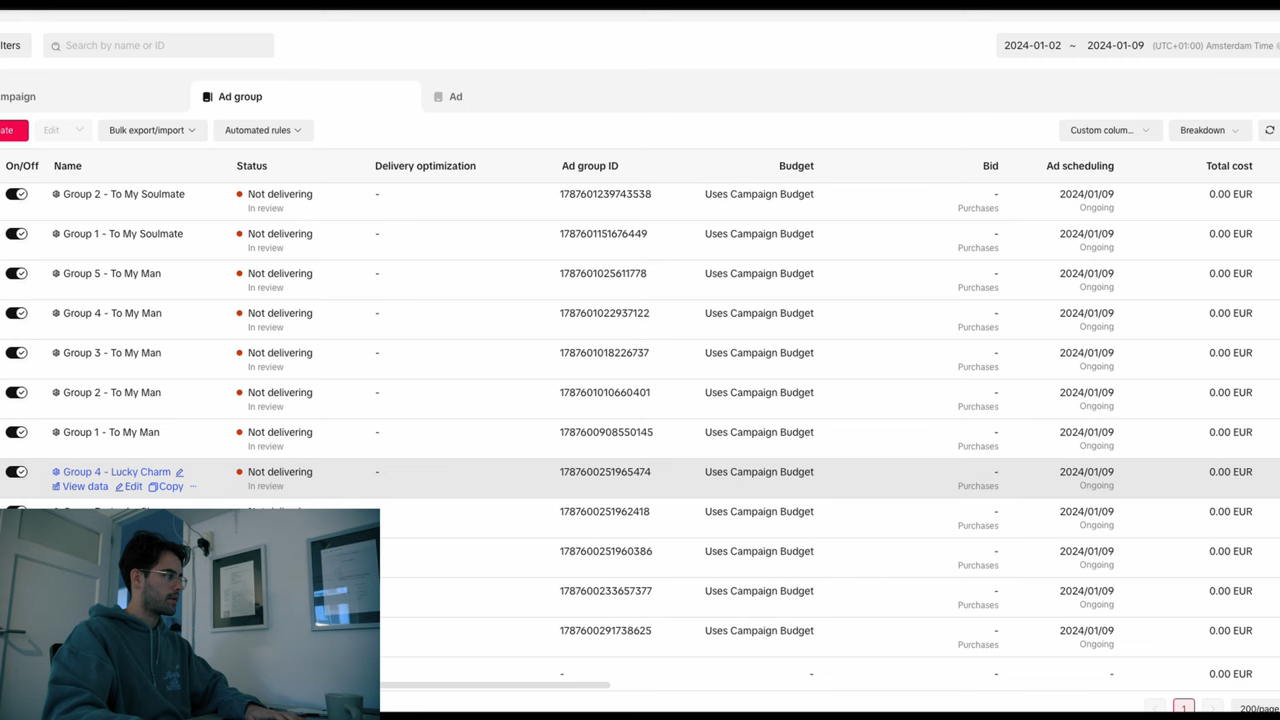 lters
Search by name or ID
2024-01-02 ~ 2024-01-09 (UTC+01:00) Amsterdam Time
mpaign
Ad group
Ad
ate
Edit
Bulk export/import
Automated rules
Custom colum...
Breakdown
On/Off Name Status Delivery optimization Ad group ID Budget Bid Ad scheduling Total cost
Group 2 - To My Soulmate Not delivering - 1787601239743538 Uses Campaign Budget - 2024/01/09 0.00 EUR
In review Purchases Ongoing
Group 1 - To My Soulmate Not delivering - 1787601151676449 Uses Campaign Budget - 2024/01/09 0.00 EUR
In review Purchases Ongoing
Group 5 - To My Man Not delivering - 1787601025611778 Uses Campaign Budget - 2024/01/09 0.00 EUR
In review Purchases Ongoing
Group 4 - To My Man Not delivering - 1787601022937122 Uses Campaign Budget - 2024/01/09 0.00 EUR
In review Purchases Ongoing
Group 3 - To My Man Not delivering - 1787601018226737 Uses Campaign Budget - 2024/01/09 0.00 EUR
In review Purchases Ongoing
Group 2 - To My Man Not delivering - 1787601010660401 Uses Campaign Budget - 2024/01/09 0.00 EUR
In review Purchases Ongoing
Group 1 - To My Man Not delivering - 1787600908550145 Uses Campaign Budget - 2024/01/09 0.00 EUR
In review Purchases Ongoing
Group 4 - Lucky Charm Not delivering - 1787600251965474 Uses Campaign Budget - 2024/01/09 0.00 EUR
View data Edit Copy ... In review Purchases Ongoing
1787600251962418 Uses Campaign Budget - 2024/01/09 0.00 EUR
Purchases Ongoing
1787600251960386 Uses Campaign Budget - 2024/01/09 0.00 EUR
Purchases Ongoing
1787600233657377 Uses Campaign Budget - 2024/01/09 0.00 EUR
Purchases Ongoing
1787600291738625 Uses Campaign Budget - 2024/01/09 0.00 EUR
Purchases Ongoing
- - - - 0.00 EUR
1
200/page